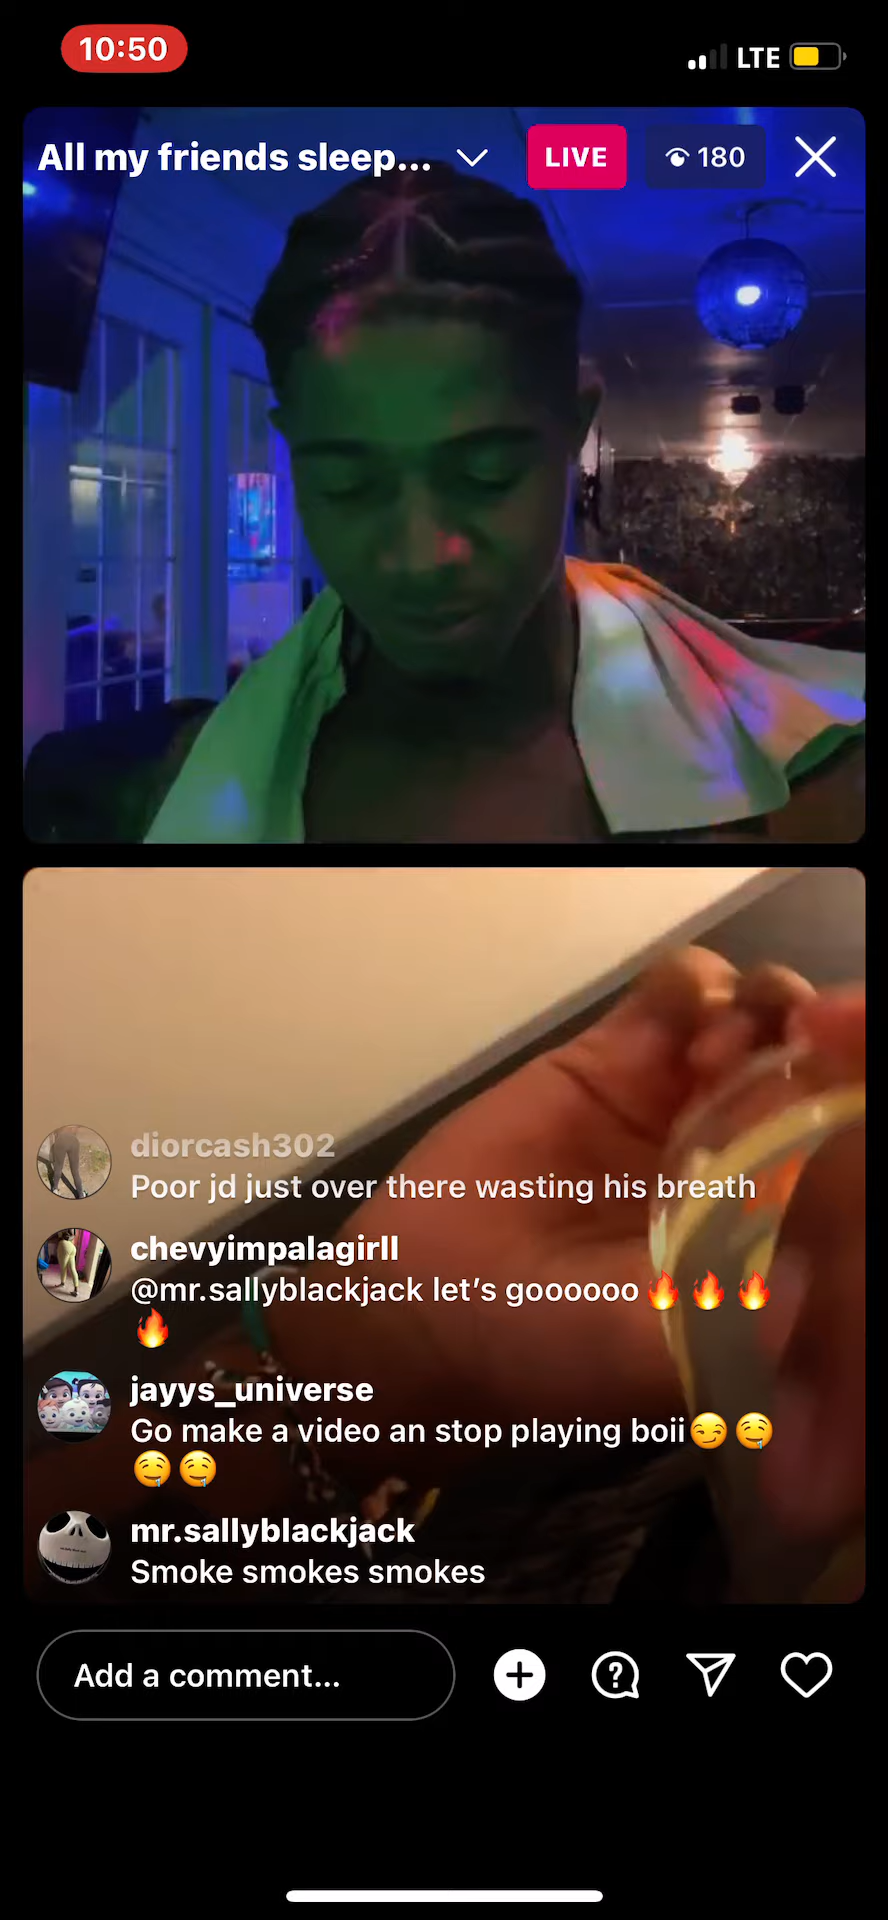 10:50
LTE
All my friends sleep...
LIVE
180
diorcash302
Poor jd just over there wasting his breath
chevyimpalagirll
@mr.sallyblackjack let's goooooo🔥🔥🔥
🔥
jayys_universe
Go make a video an stop playing boii😏🤤
🤤🤤
mr.sallyblackjack
Smoke smokes smokes
Add a comment...